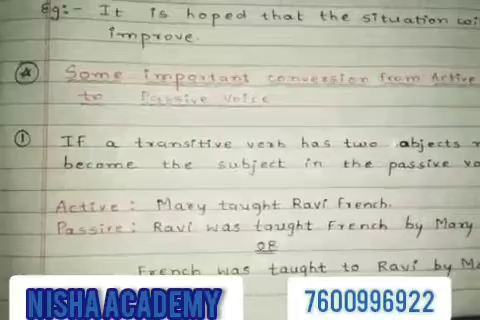 Eg:- It is hoped that the situation
improve.
Some important conversion from Active
to Passive Voice
① If a transitive verb has two objects
become the subject in the passive
Active : Mary taught Ravi French.
Passive : Ravi was taught French by Mary
OR
French was taught to Ravi by
NISHA ACADEMY
7600996922